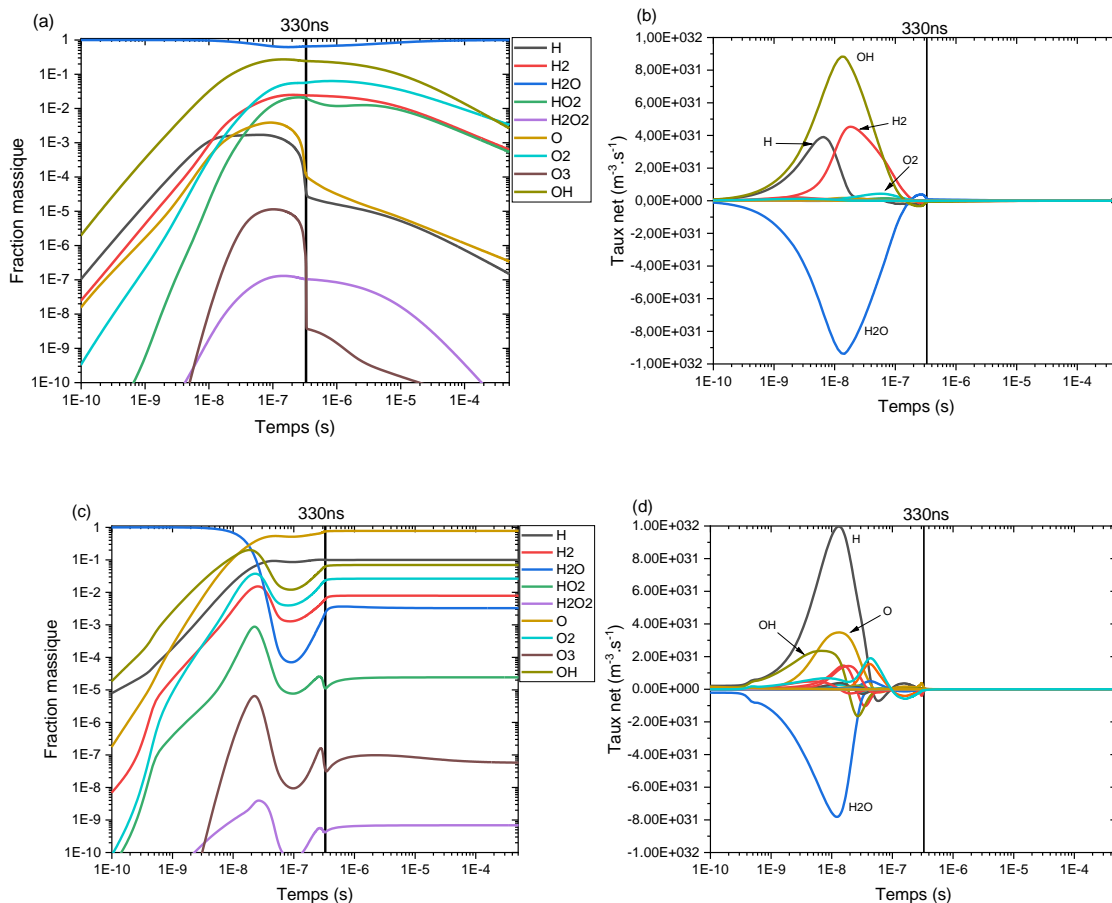 (a)
330ns
1
1E-1
1E-2
1E-3
1E-4
1E-5
1E-6
1E-7
1E-8
1E-9
1E-10
Fraction massique
1E-10 1E-9 1E-8 1E-7 1E-6 1E-5 1E-4
Temps (s)
H
H2
H2O
HO2
H2O2
O
O2
O3
OH
(b)
330ns
1,00E+032
8,00E+031
6,00E+031
4,00E+031
2,00E+031
0,00E+000
-2,00E+031
-4,00E+031
-6,00E+031
-8,00E+031
-1,00E+032
Taux net (m-3.s-1)
OH
H2
H
O2
H2O
1E-10 1E-9 1E-8 1E-7 1E-6 1E-5 1E-4
Temps (s)
(c)
330ns
1
1E-1
1E-2
1E-3
1E-4
1E-5
1E-6
1E-7
1E-8
1E-9
1E-10
Fraction massique
1E-10 1E-9 1E-8 1E-7 1E-6 1E-5 1E-4
Temps (s)
H
H2
H2O
HO2
H2O2
O
O2
O3
OH
(d)
330ns
1.00E+032
8.00E+031
6.00E+031
4.00E+031
2.00E+031
0.00E+000
-2.00E+031
-4.00E+031
-6.00E+031
-8.00E+031
-1.00E+032
Taux net (m-3.s-1)
H
O
OH
H2O
1E-10 1E-9 1E-8 1E-7 1E-6 1E-5 1E-4
Temps (s)